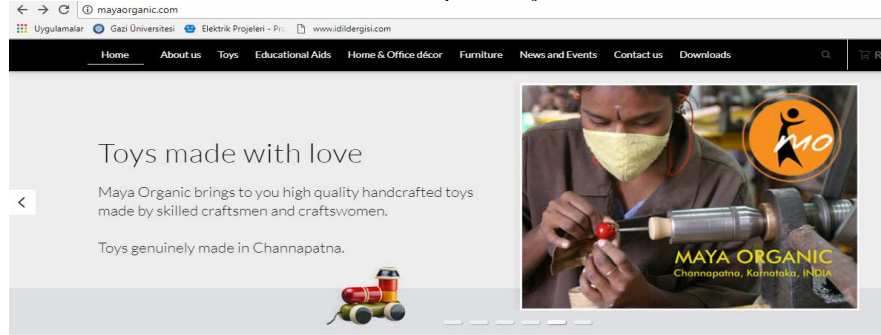 mayaorganic.com
Uygulamalar Gazi Üniversitesi Elektrik Projeleri - Pro www.idildergisi.com
Home About us Toys Educational Aids Home & Office décor Furniture News and Events Contact us Downloads R
mo
Toys made with love
Maya Organic brings to you high quality handcrafted toys
made by skilled craftsmen and craftswomen.
Toys genuinely made in Channapatna.
MAYA ORGANIC
Channapatna, Karnataka, INDIA